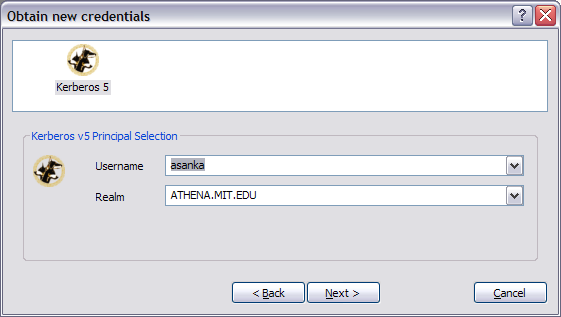 Obtain new credentials
Kerberos 5
Kerberos v5 Principal Selection
Username asanka
Realm ATHENA.MIT.EDU
< Back Next > Cancel